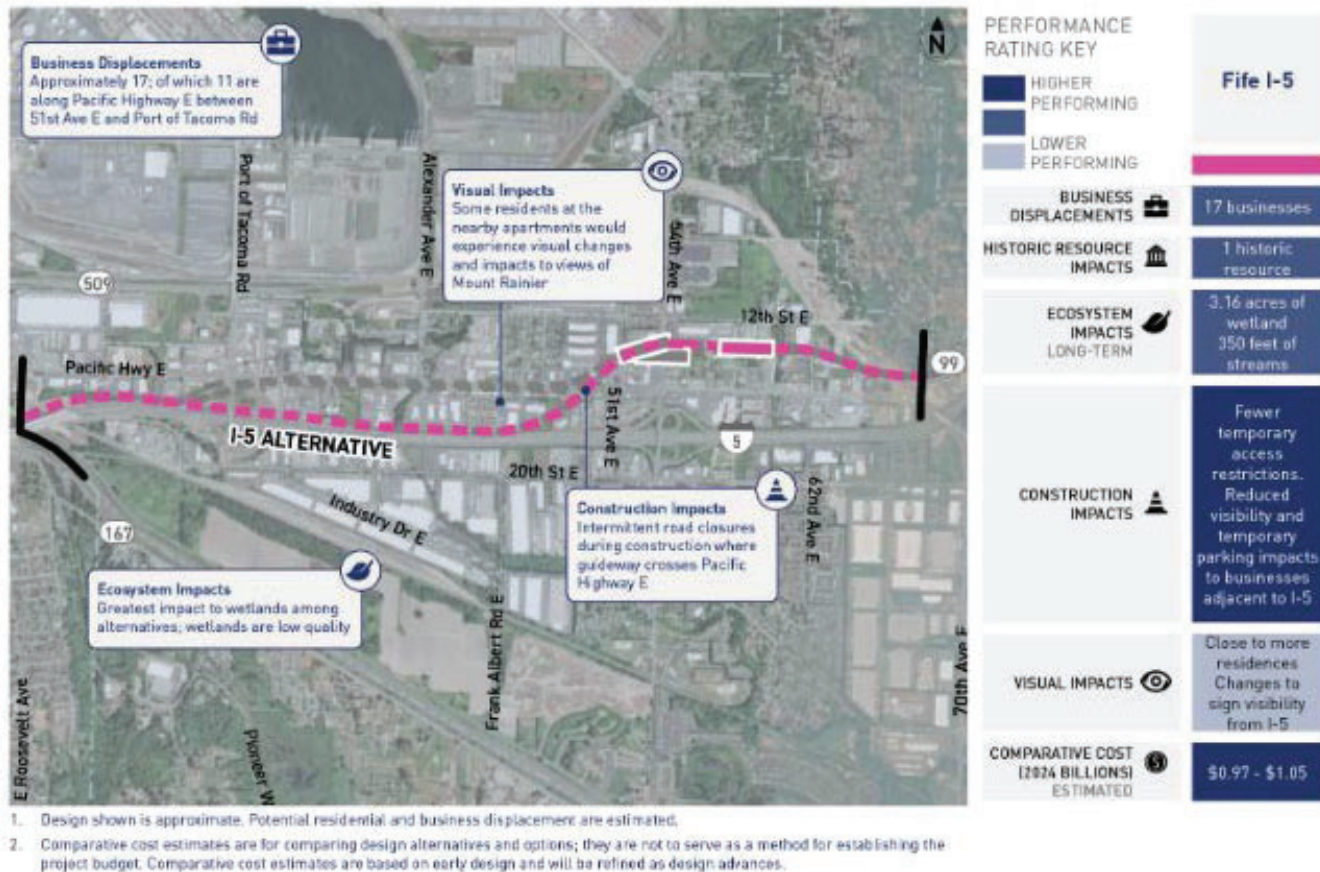 Business Displacements
Approximately 17; of which 11 are
along Pacific Highway E between
51st Ave E and Port of Tacoma Rd
N
Port of Tacoma Rd
Alexander Ave E
Visual Impacts
Some residents at the
nearby apartments would
experience visual changes
and impacts to views of
Mount Rainier
54th Ave E
509
12th St E
Pacific Hwy E
99
I-5 ALTERNATIVE
51st Ave E
5
20th St E
Industry Dr E
62nd Ave E
Construction Impacts
Intermittent road closures
during construction where
guideway crosses Pacific
Highway E
167
Ecosystem Impacts
Greatest impact to wetlands among
alternatives; wetlands are low quality
Frank Albert Rd E
70th Ave E
E Roosevelt Ave
Pioneer W
PERFORMANCE
RATING KEY
HIGHER
PERFORMING
LOWER
PERFORMING
Fife I-5
BUSINESS
DISPLACEMENTS
17 businesses
HISTORIC RESOURCE
IMPACTS
1 historic
resource
ECOSYSTEM
IMPACTS
LONG-TERM
3.16 acres of
wetland
350 feet of
streams
CONSTRUCTION
IMPACTS
Fewer
temporary
access
restrictions.
Reduced
visibility and
temporary
parking impacts
to businesses
adjacent to I-5
VISUAL IMPACTS
Close to more
residences
Changes to
sign visibility
from I-5
COMPARATIVE COST
(2024 BILLIONS)
ESTIMATED
$
$0.97 - $1.05
1. Design shown is approximate. Potential residential and business displacement are estimated.
2. Comparative cost estimates are for comparing design alternatives and options; they are not to serve as a method for establishing the
project budget. Comparative cost estimates are based on early design and will be refined as design advances.